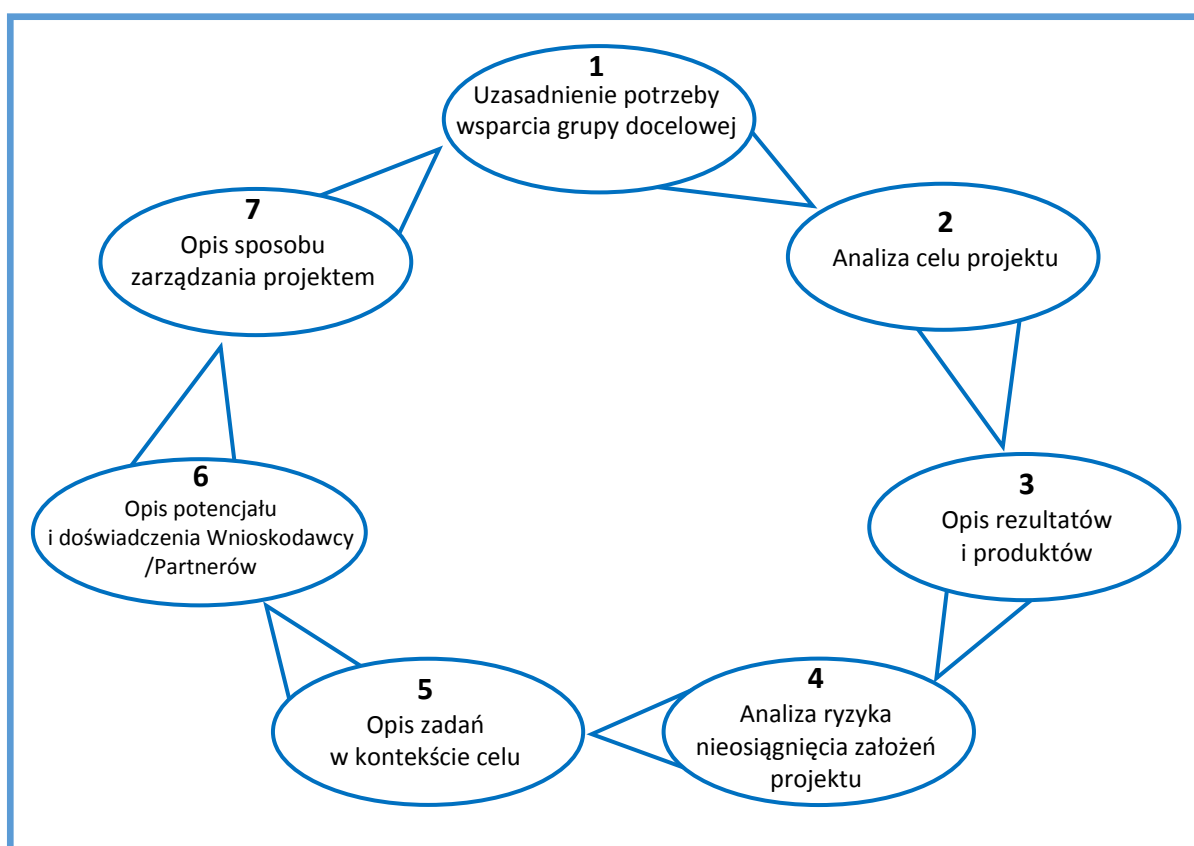 1
Uzasadnienie potrzeby
wsparcia grupy docelowej
2
Analiza celu projektu
3
Opis rezultatów
i produktów
4
Analiza ryzyka
nieosiągnięcia założeń
projektu
5
Opis zadań
w kontekście celu
6
Opis potencjału
i doświadczenia Wnioskodawcy
/Partnerów
7
Opis sposobu
zarządzania projektem